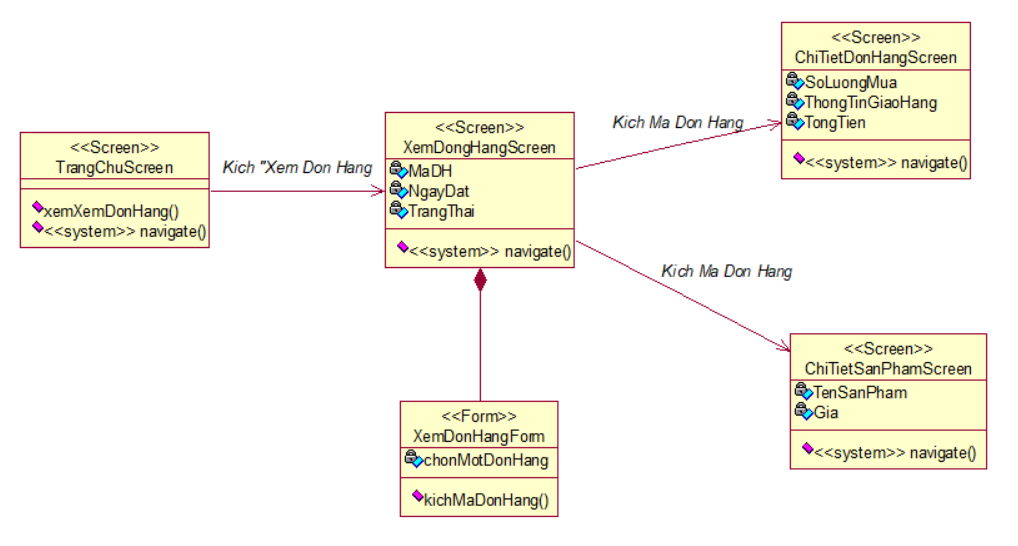 <<Screen>>
TrangChuScreen
xemXemDonHang()
<<system>> navigate()
Kich "Xem Don Hang
<<Screen>>
XemDongHangScreen
MaDH
NgayDat
TrangThai
<<system>> navigate()
Kich Ma Don Hang
<<Screen>>
ChiTietDonHangScreen
SoLuongMua
ThongTinGiaoHang
TongTien
<<system>> navigate()
Kich Ma Don Hang
<<Screen>>
ChiTietSanPhamScreen
TenSanPham
Gia
<<system>> navigate()
<<Form>>
XemDonHangForm
chonMotDonHang
kichMaDonHang()